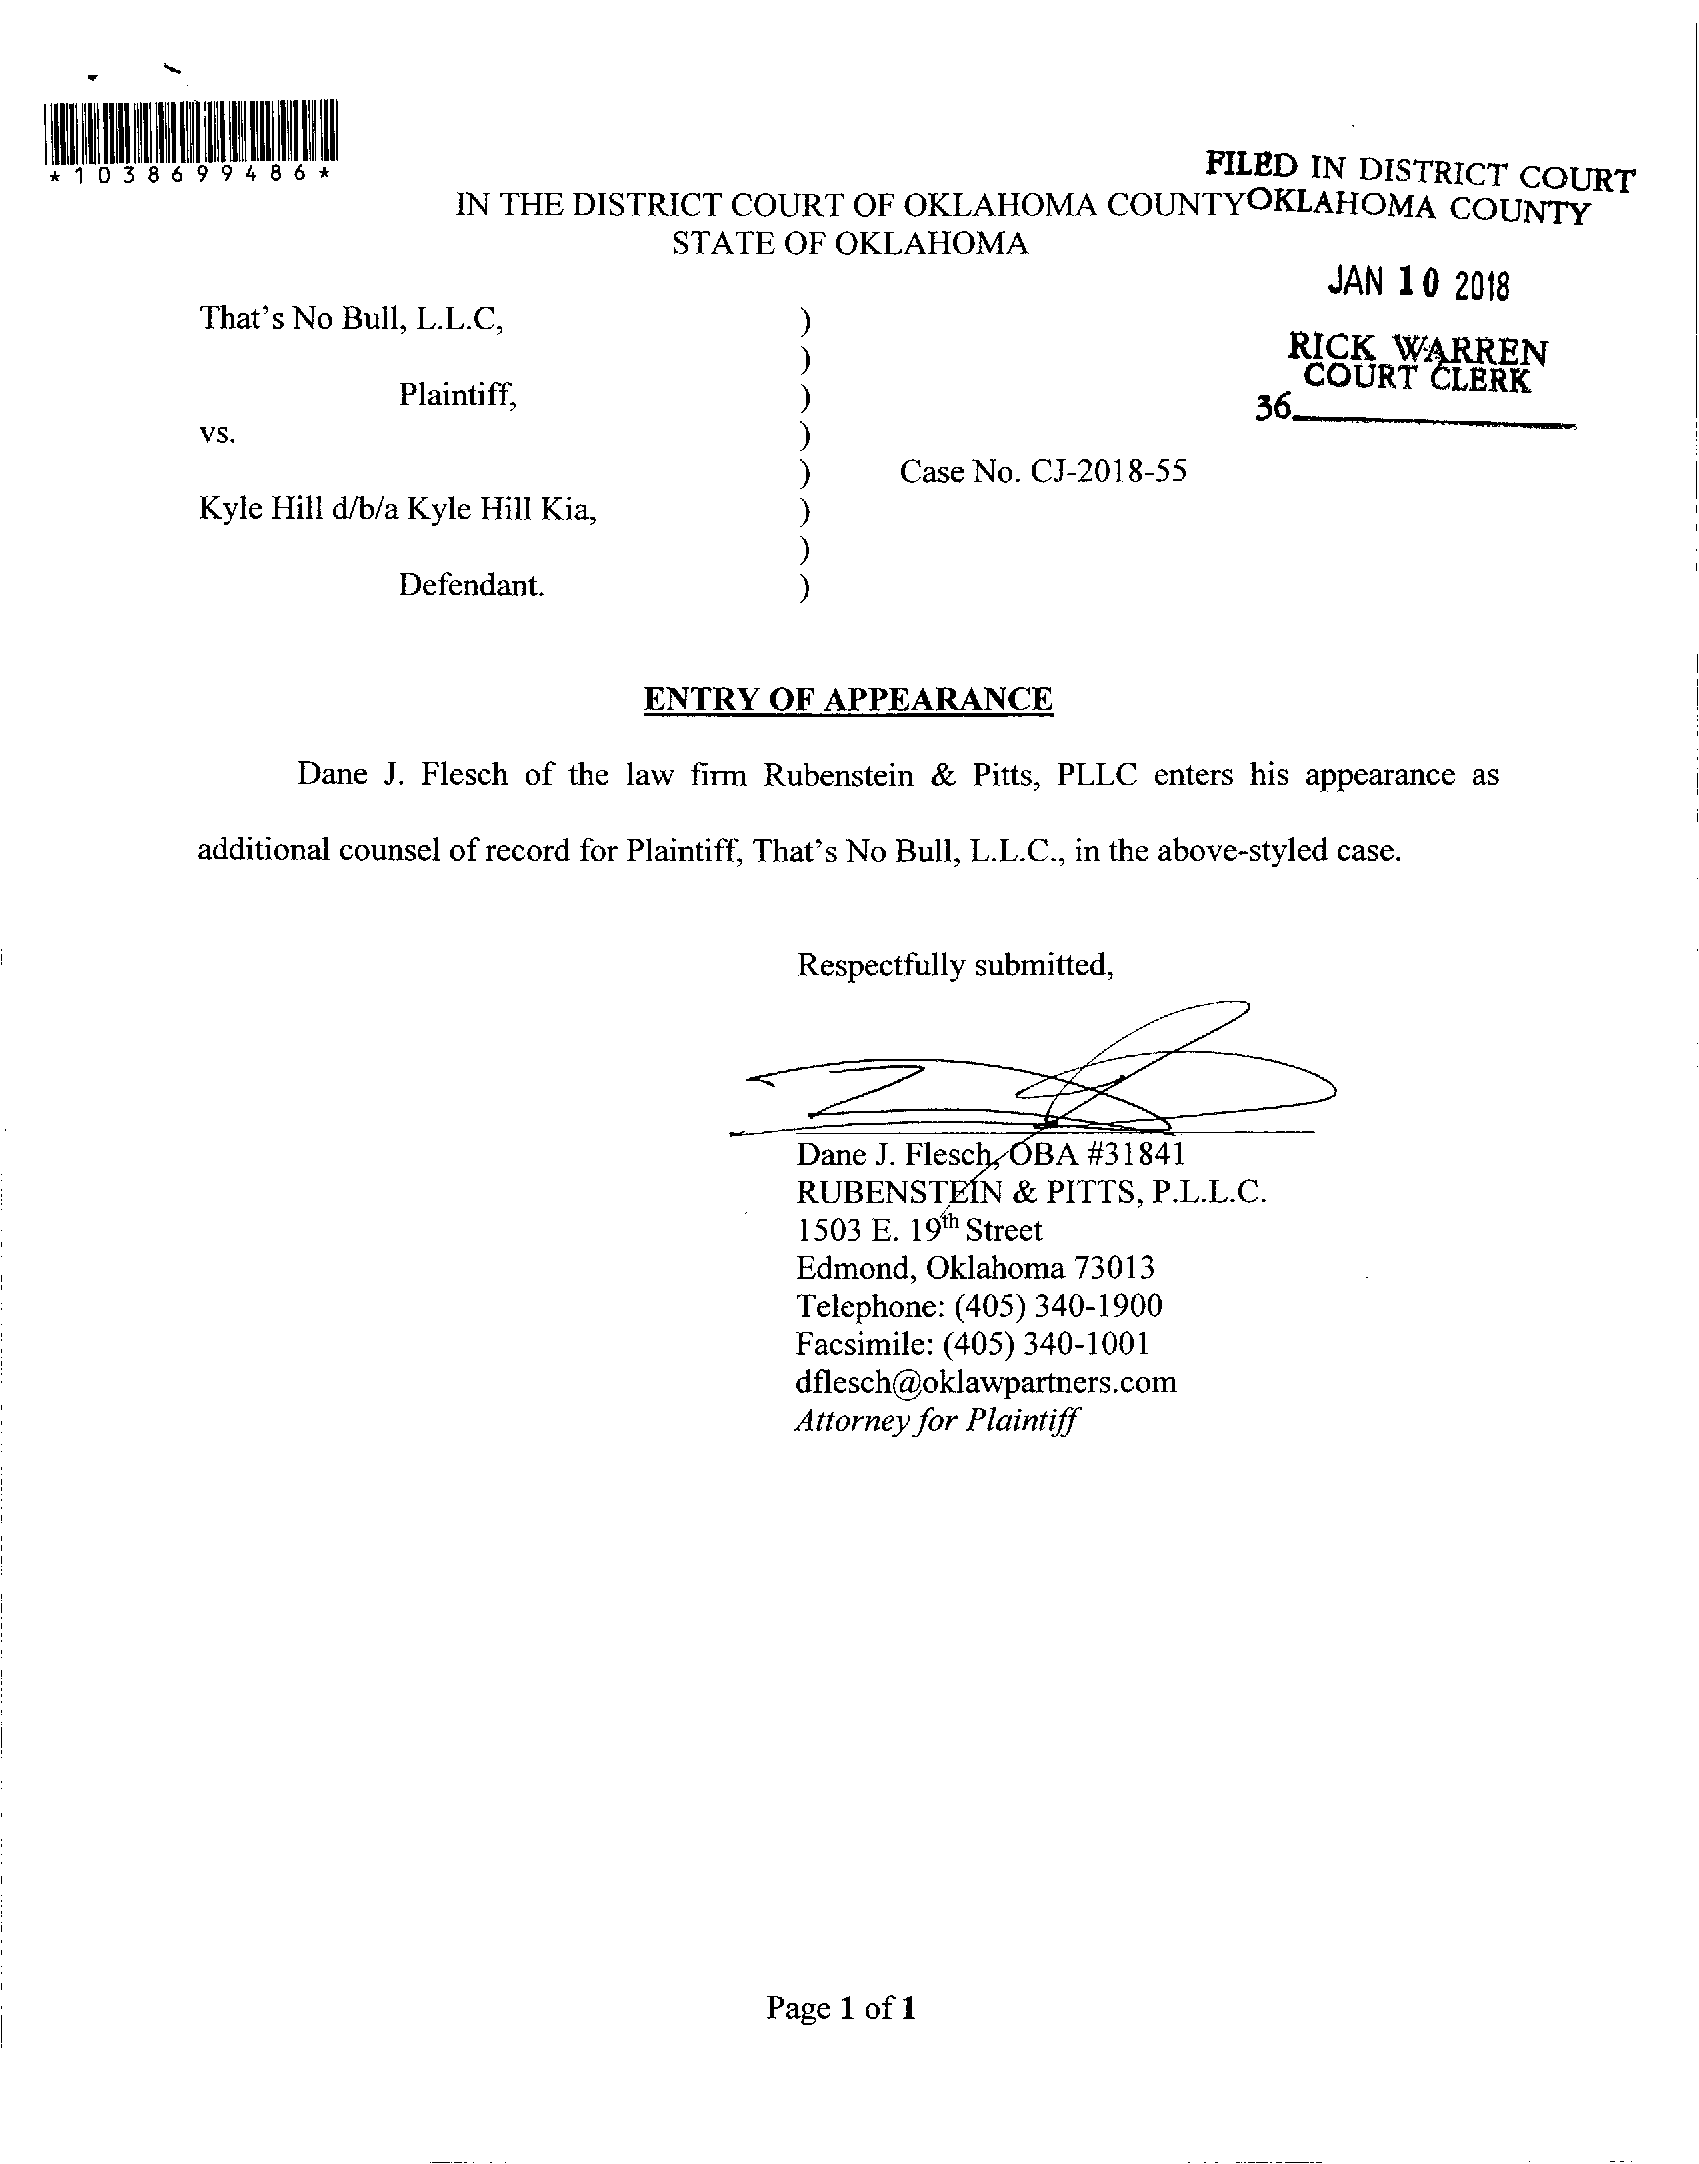 *1038699486*
FILED IN DISTRICT COURT
OKLAHOMA COUNTY
IN THE DISTRICT COURT OF OKLAHOMA COUNTY
STATE OF OKLAHOMA
JAN 10 2018
RICK WARREN
COURT CLERK
36
That's No Bull, L.L.C,
)
)
Plaintiff,
)
vs.
)
)
Case No. CJ-2018-55
Kyle Hill d/b/a Kyle Hill Kia,
)
)
Defendant.
)
ENTRY OF APPEARANCE
Dane J. Flesch of the law firm Rubenstein & Pitts, PLLC enters his appearance as
additional counsel of record for Plaintiff, That's No Bull, L.L.C., in the above-styled case.
Respectfully submitted,
Dane J. Flesch, OBA #31841
RUBENSTEIN & PITTS, P.L.L.C.
1503 E. 19th Street
Edmond, Oklahoma 73013
Telephone: (405) 340-1900
Facsimile: (405) 340-1001
dflesch@oklawpartners.com
Attorney for Plaintiff
Page 1 of 1